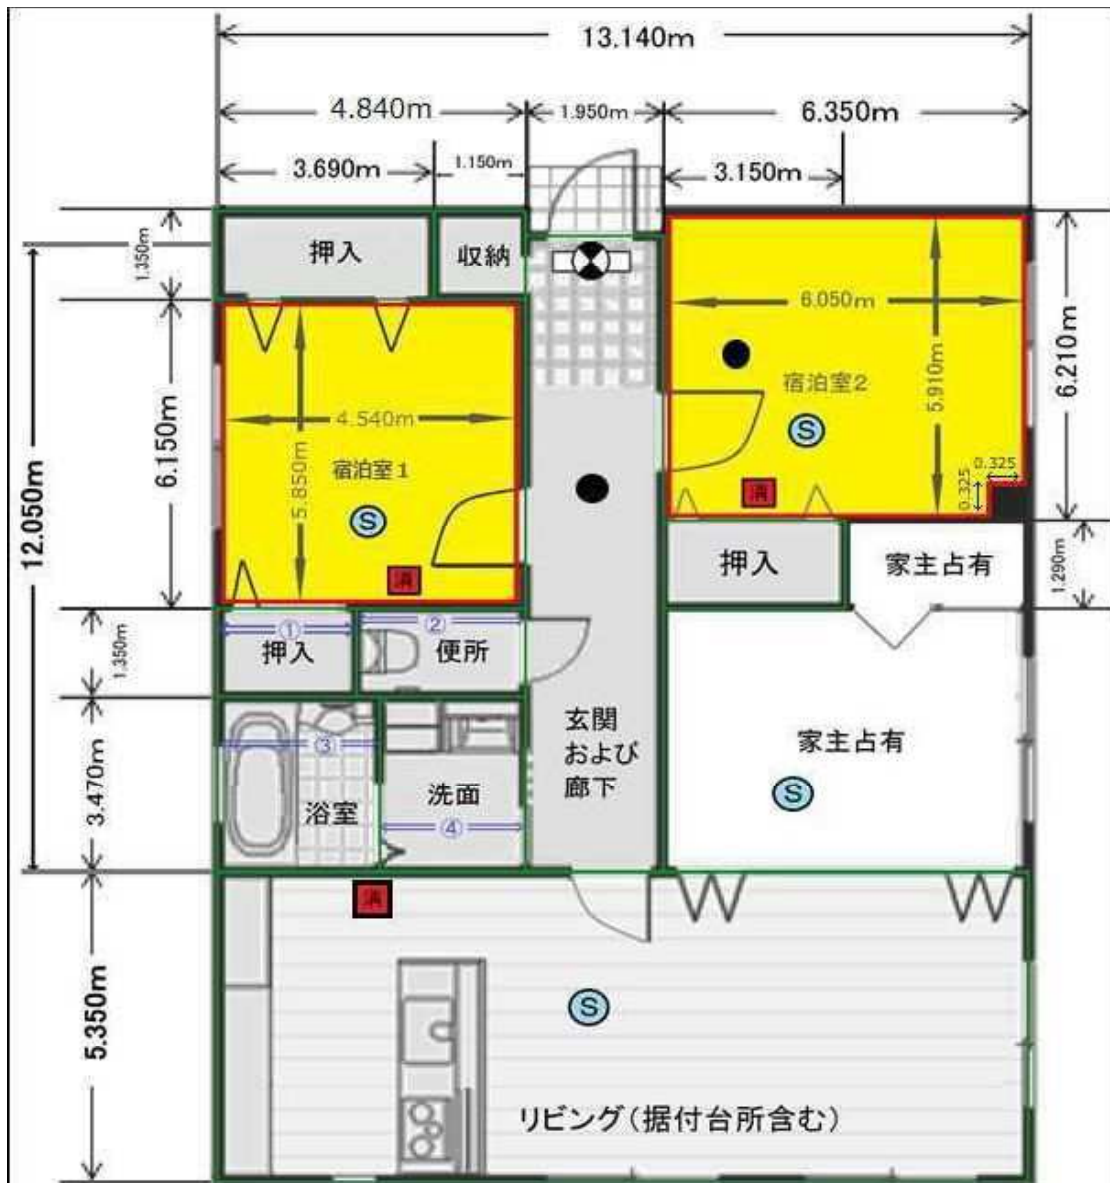 13.140m
4.840m
1.950m
6.350m
3.690m
1.150m
3.150m
1.350m
押入
収納
6.050m
5.910m
宿泊室2
S
消
0.325
0.325
6.210m
12.050m
6.150m
4.540m
5.850m
宿泊室1
S
消
押入
家主占有
1.290m
1.350m
①
押入
②
便所
玄関
および
廊下
家主占有
S
3.470m
③
浴室
洗面
④
消
5.350m
S
リビング(据付台所含む)